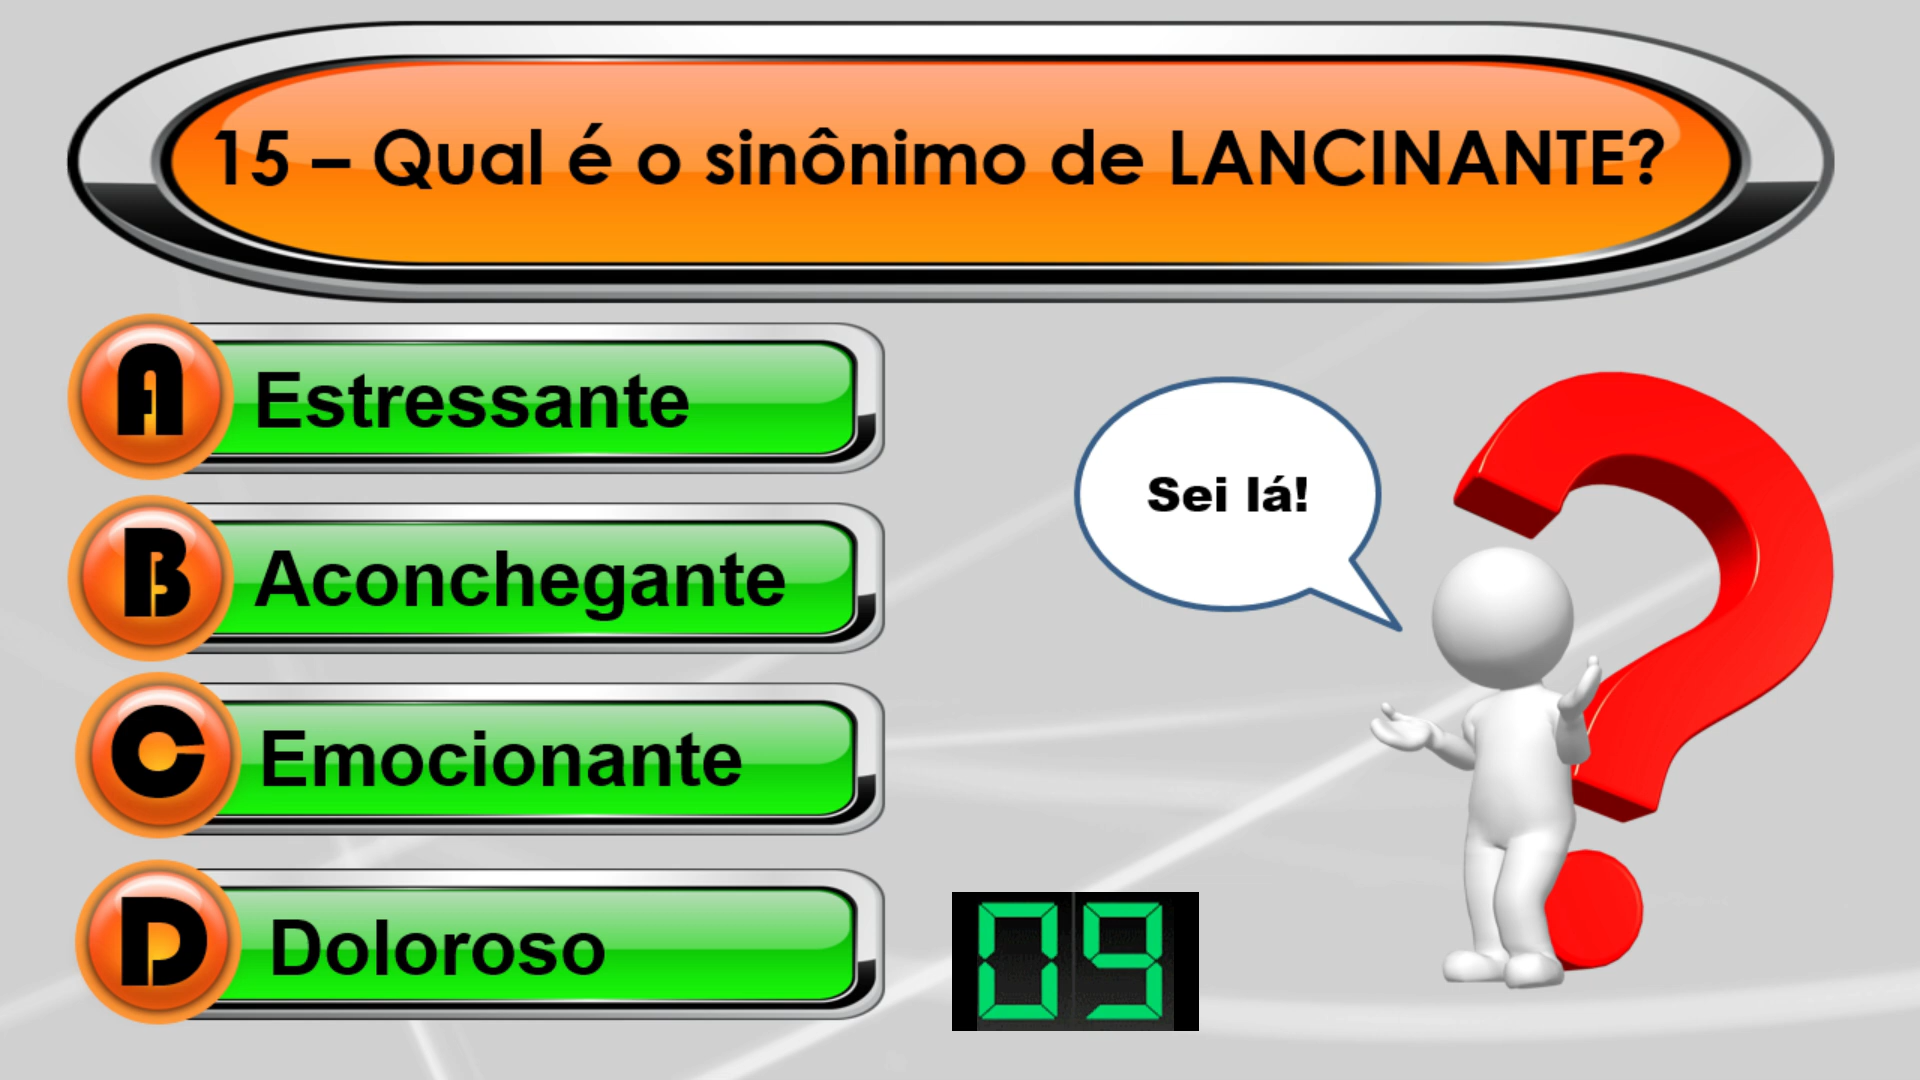 15 – Qual é o sinônimo de LANCINANTE?
A Estressante
B Aconchegante
Sei lá!
C Emocionante
D Doloroso
09